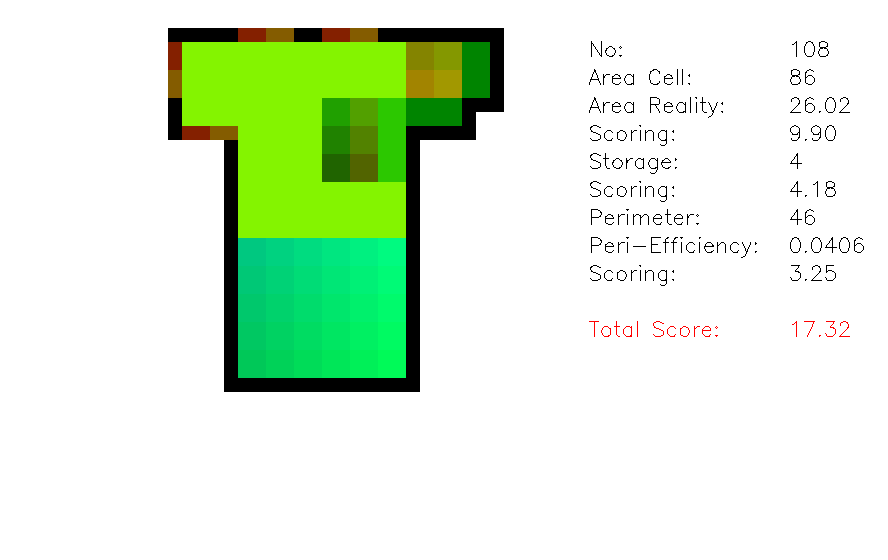 No: 108
Area Cell: 86
Area Reality: 26.02
Scoring: 9.90
Storage: 4
Scoring: 4.18
Perimeter: 46
Peri-Efficiency: 0.0406
Scoring: 3.25
Total Score: 17.32